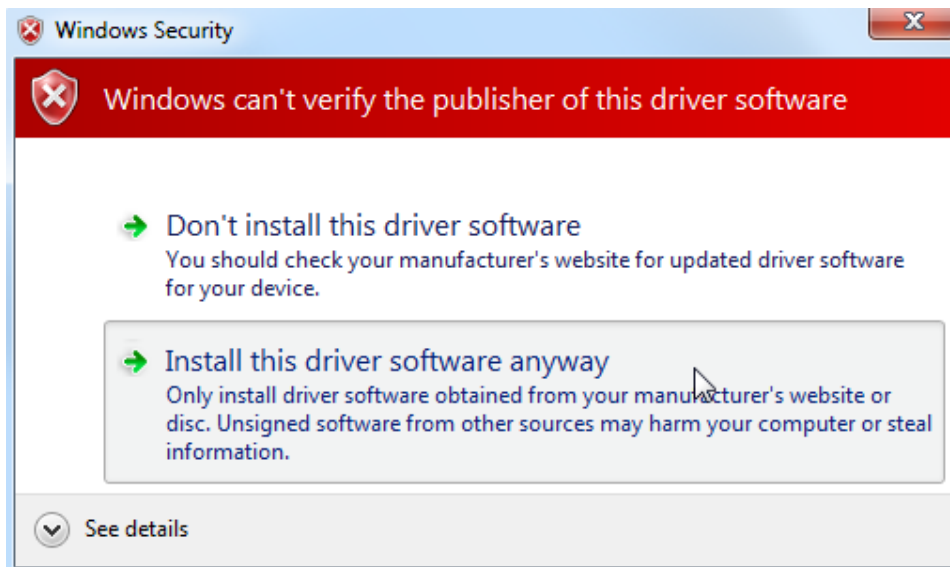 Windows Security
Windows can't verify the publisher of this driver software
Don't install this driver software
You should check your manufacturer's website for updated driver software
for your device.
Install this driver software anyway
Only install driver software obtained from your manufacturer's website or
disc. Unsigned software from other sources may harm your computer or steal
information.
See details